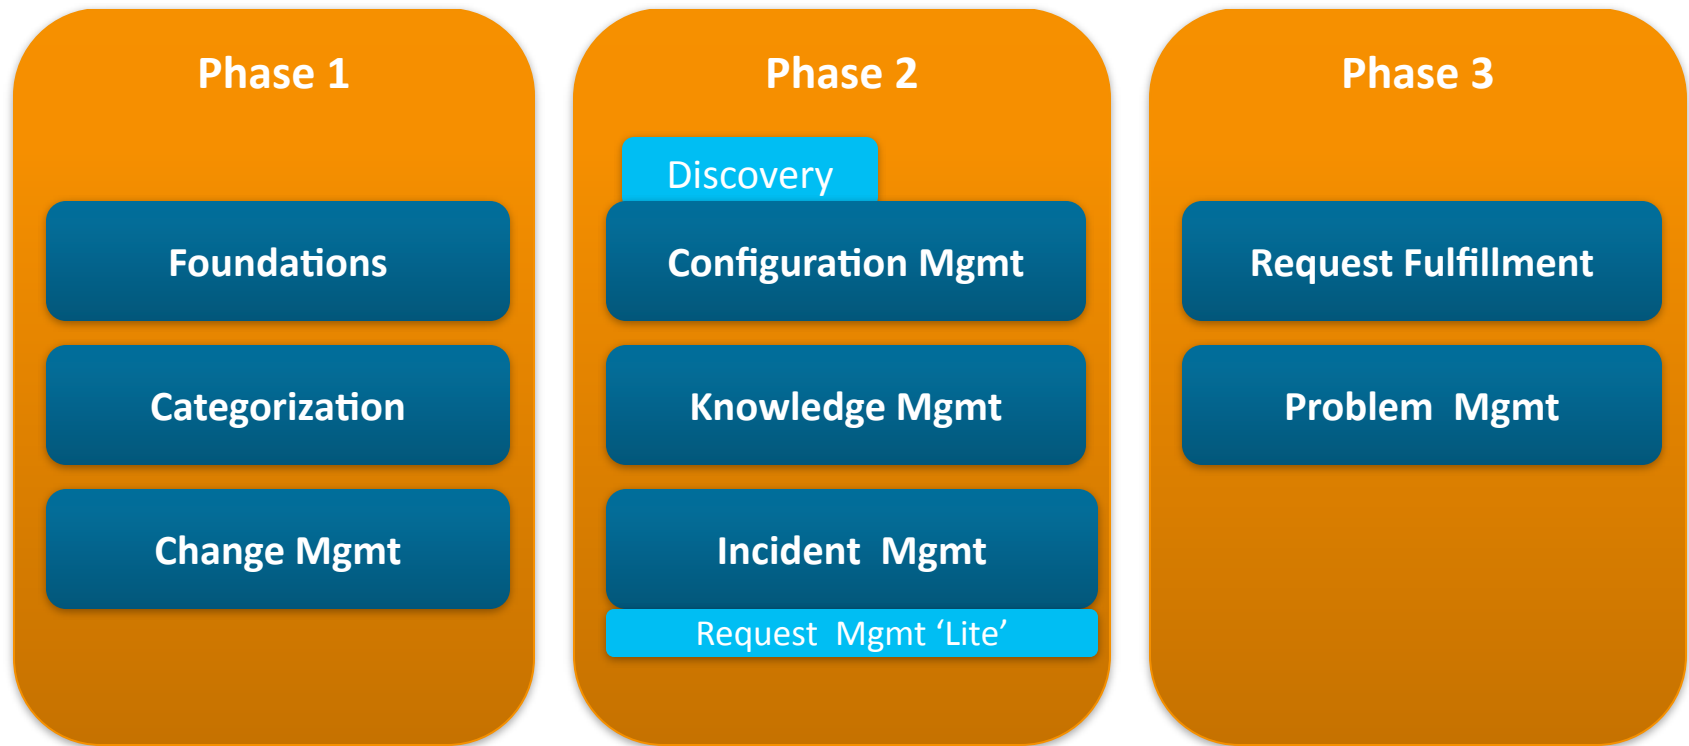 Phase 1
Foundations
Categorization
Change Mgmt
Phase 2
Discovery
Configuration Mgmt
Knowledge Mgmt
Incident  Mgmt
Request  Mgmt ‘Lite’
Phase 3
Request Fulfillment
Problem  Mgmt